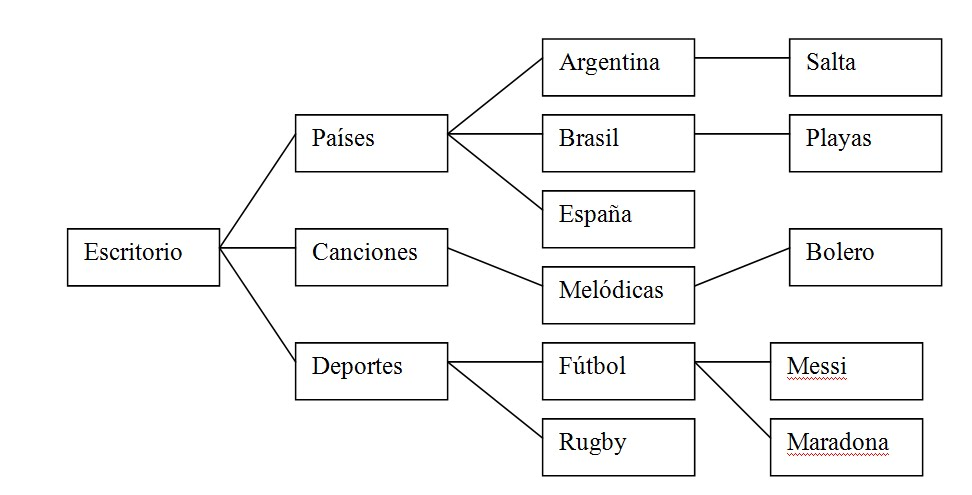 Argentina
Salta
Países
Brasil
Playas
España
Escritorio
Canciones
Bolero
Melódicas
Deportes
Fútbol
Messi
Rugby
Maradona